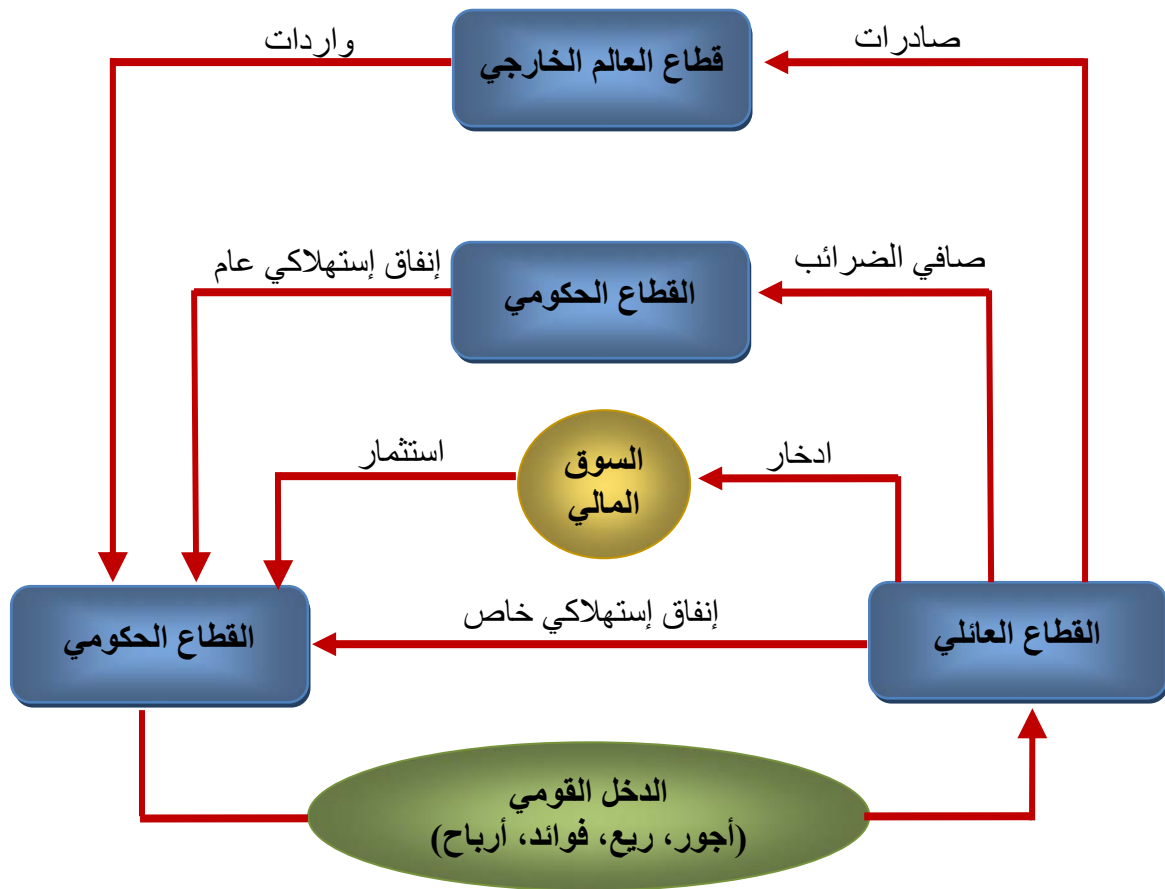 صادرات
قطاع العالم الخارجي
واردات
صافي الضرائب
القطاع الحكومي
إنفاق إستهلاكي عام
ادخار
السوق
المالي
استثمار
القطاع العائلي
إنفاق إستهلاكي خاص
القطاع الحكومي
الدخل القومي
(أجور، ريع، فوائد، أرباح)